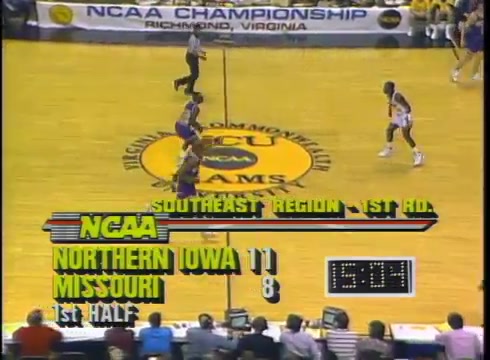 NCAA CHAMPIONSHIP
RICHMOND, VIRGINIA
VIRGINIA COMMONWEALTH
VCU
NCAA
RAMS
UNIVERSITY
SOUTHEAST REGION - 1ST RD.
NCAA
NORTHERN IOWA 11
MISSOURI 8
1st HALF
15:04